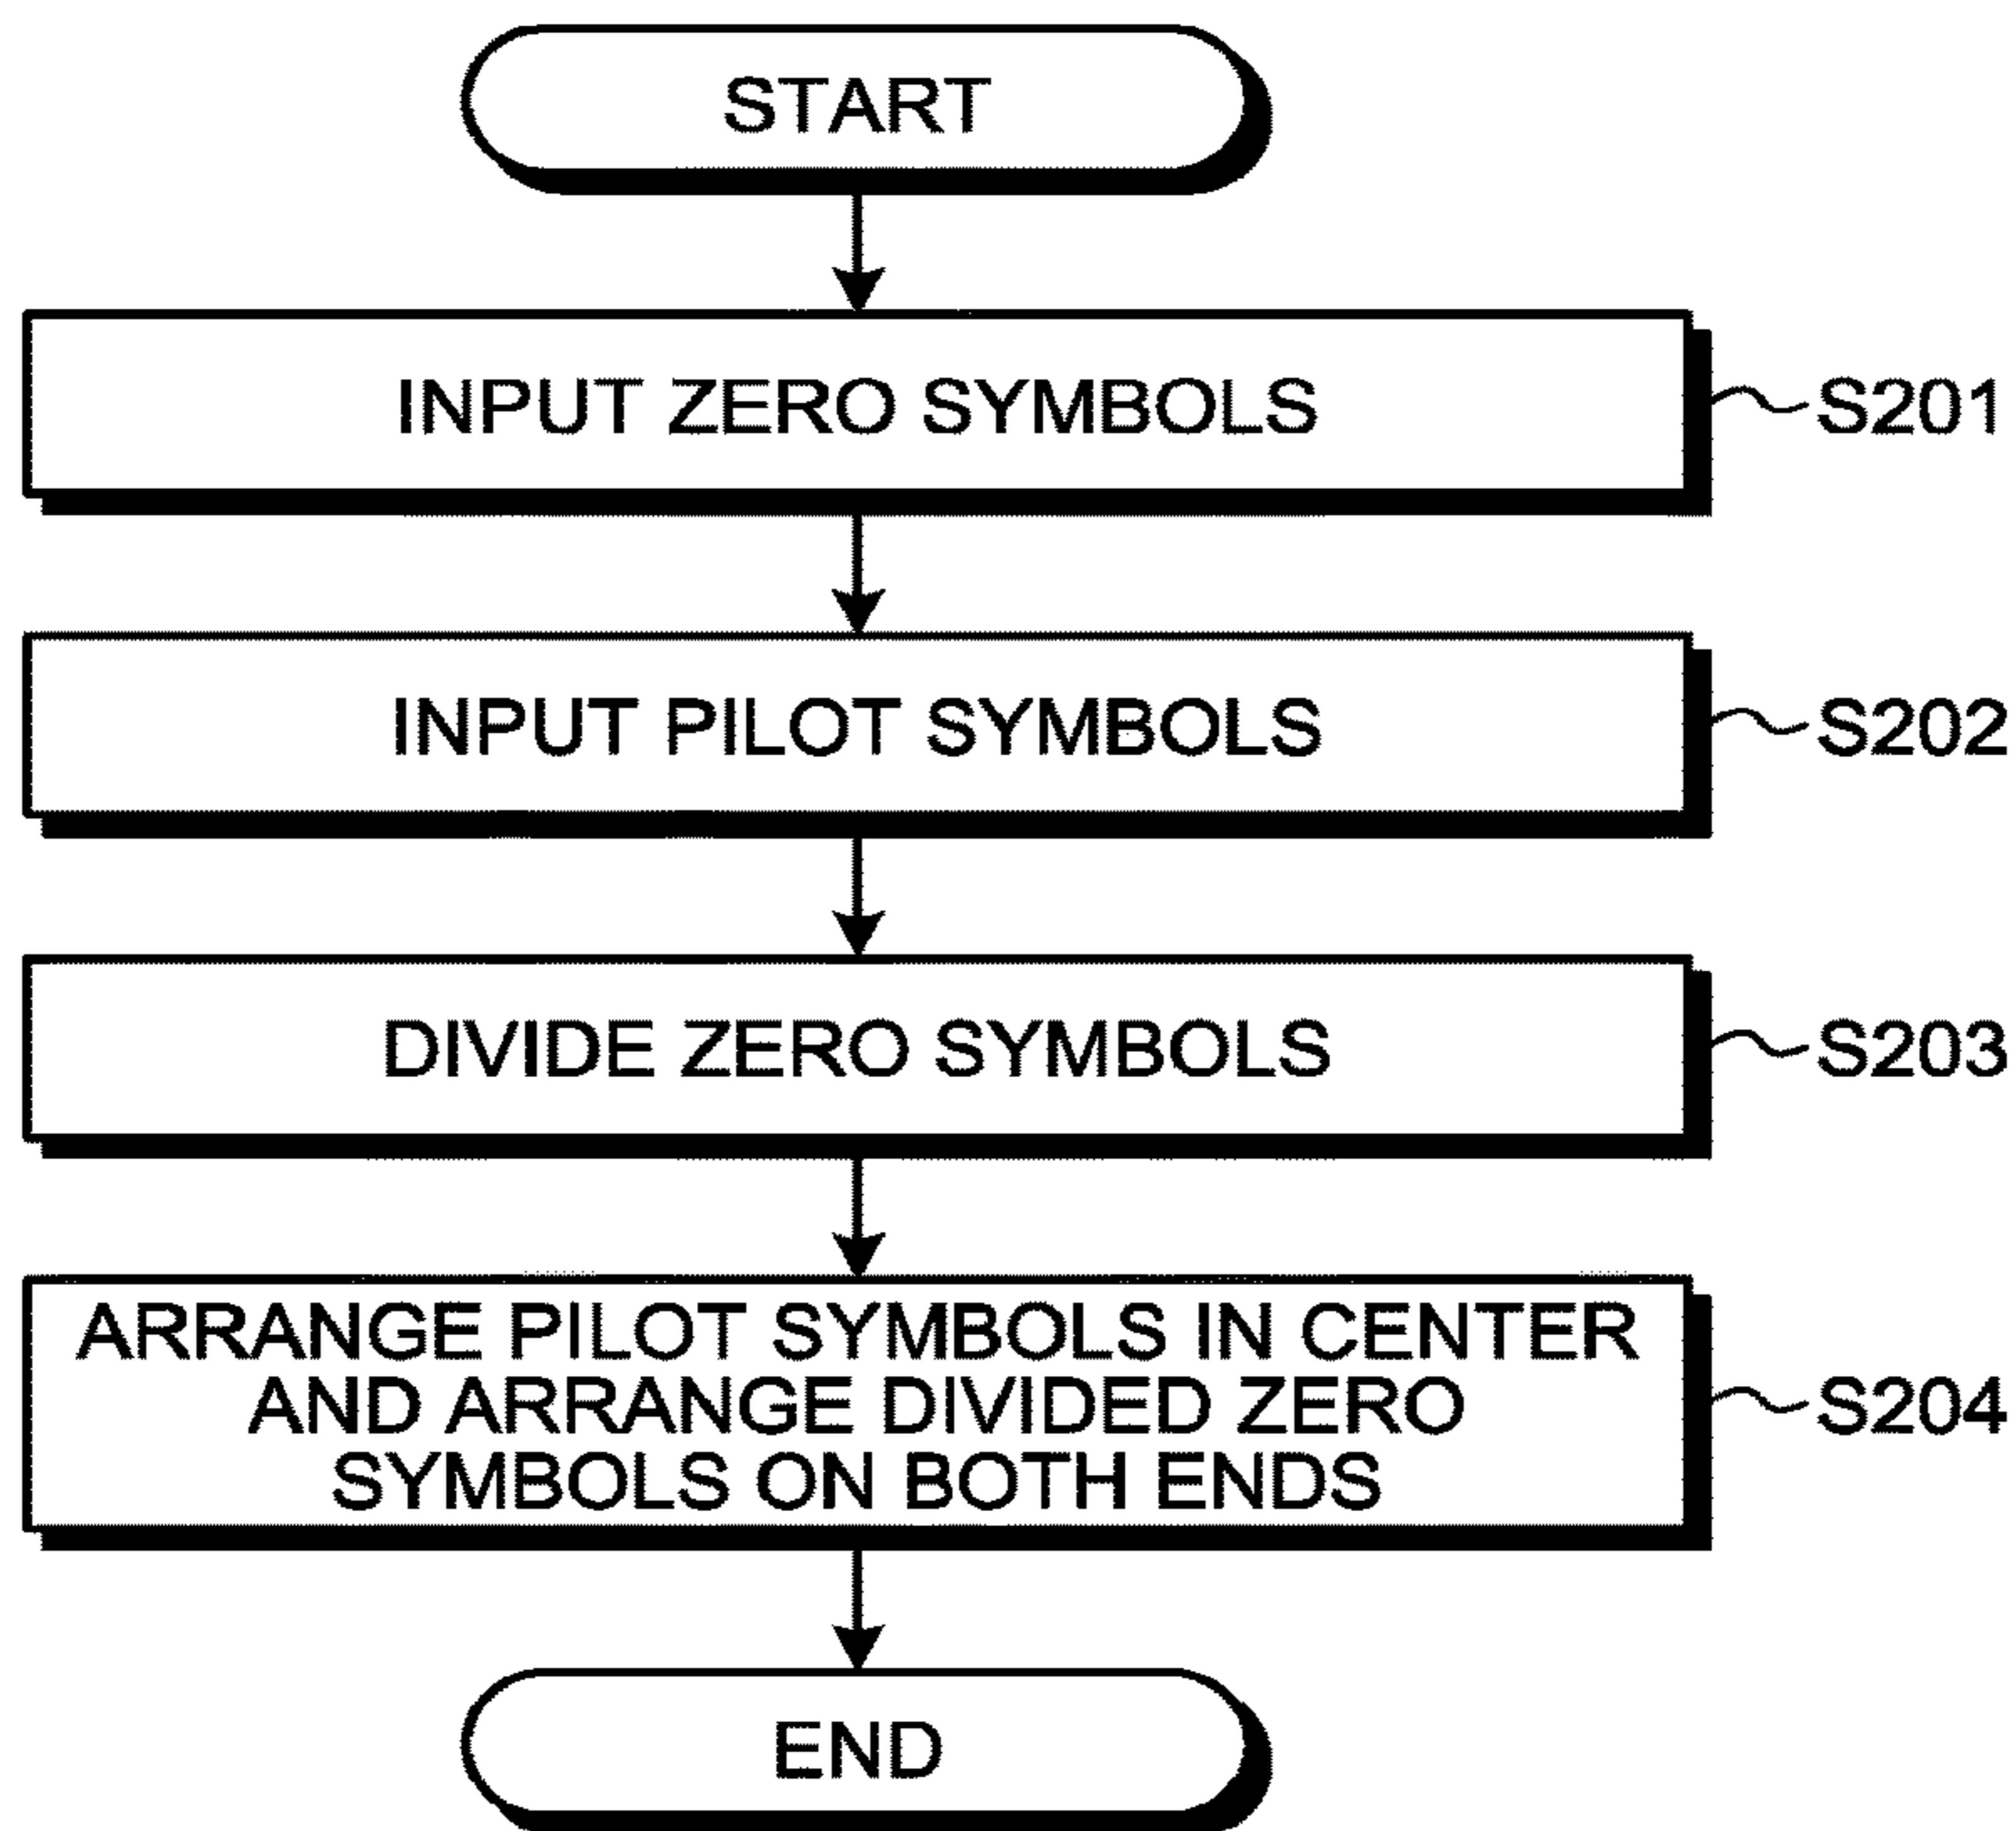 START
INPUT ZERO SYMBOLS
S201
INPUT PILOT SYMBOLS
S202
DIVIDE ZERO SYMBOLS
S203
ARRANGE PILOT SYMBOLS IN CENTER
AND ARRANGE DIVIDED ZERO
SYMBOLS ON BOTH ENDS
S204
END